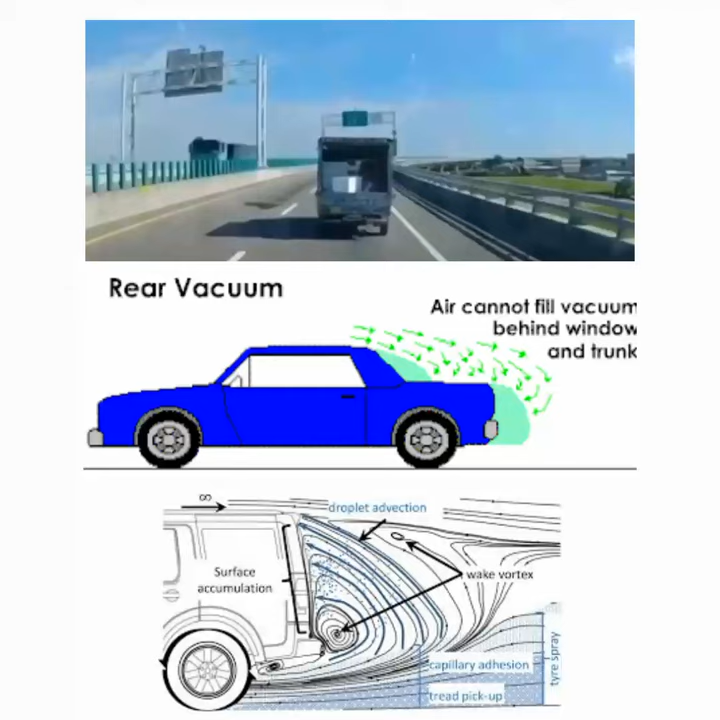 Rear Vacuum
Air cannot fill vacuum
behind window
and trunk
∞
droplet advection
Surface
accumulation
wake vortex
capillary adhesion
tread pick-up
tyre spray